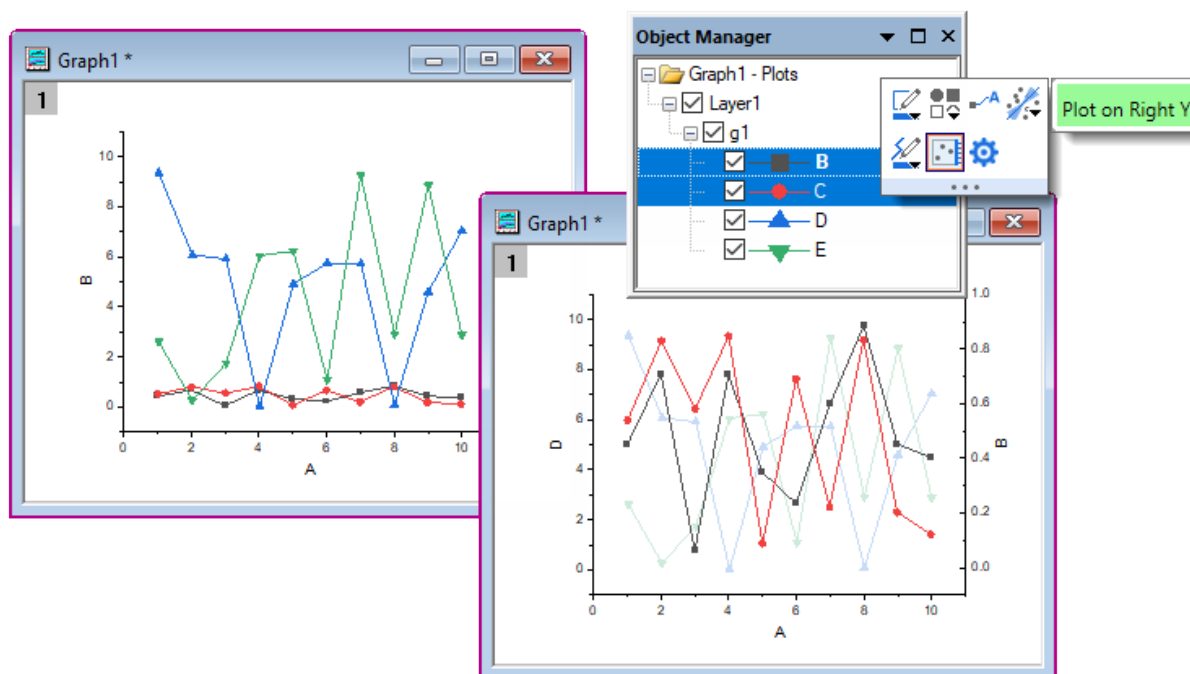 Graph1 *
1
B
10
8
6
4
2
0
0 2 4 6 8 10
A
Object Manager
Graph1 - Plots
Layer1
g1
B
C
D
E
A
Plot on Right Y
Graph1 *
1
D
10
8
6
4
2
0
1.0
0.8
0.6
0.4
0.2
0.0
B
0 2 4 6 8 10
A